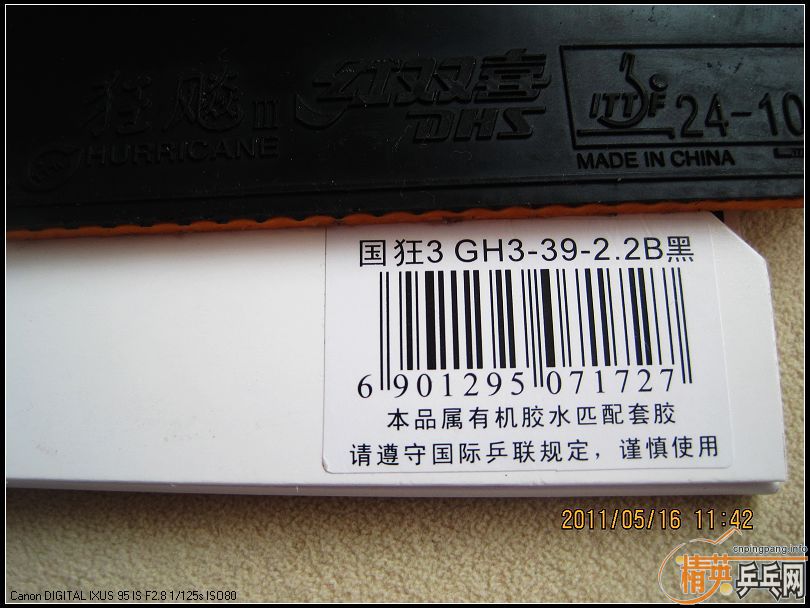 狂飚III 红双喜
HURRICANE DHS
ITTF 24-10
MADE IN CHINA
国狂3 GH3-39-2.2B黑
6 901295 071727
本品属有机胶水匹配套胶
请遵守国际乒联规定，谨慎使用
2011/05/16 11:42
cnpingpang.info
精英乒乓网
Canon DIGITAL IXUS 95 IS F2.8 1/125s ISO80